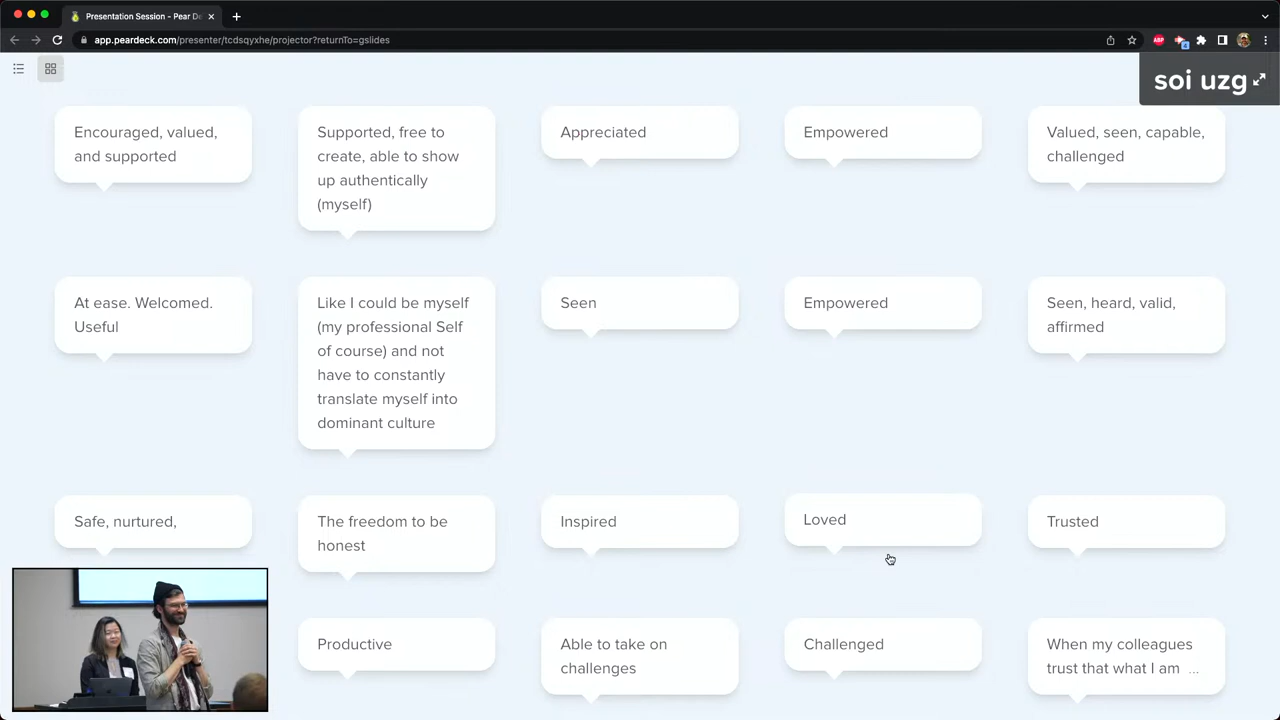 Presentation Session - Pear De
app.peardeck.com/presenter/tcdsqyxhe/projector?returnTo=gslides
ABP
4
soi uzg
Encouraged, valued,
and supported
Supported, free to
create, able to show
up authentically
(myself)
Appreciated
Empowered
Valued, seen, capable,
challenged
At ease. Welcomed.
Useful
Like I could be myself
(my professional Self
of course) and not
have to constantly
translate myself into
dominant culture
Seen
Empowered
Seen, heard, valid,
affirmed
Safe, nurtured,
The freedom to be
honest
Inspired
Loved
Trusted
Productive
Able to take on
challenges
Challenged
When my colleagues
trust that what I am ...